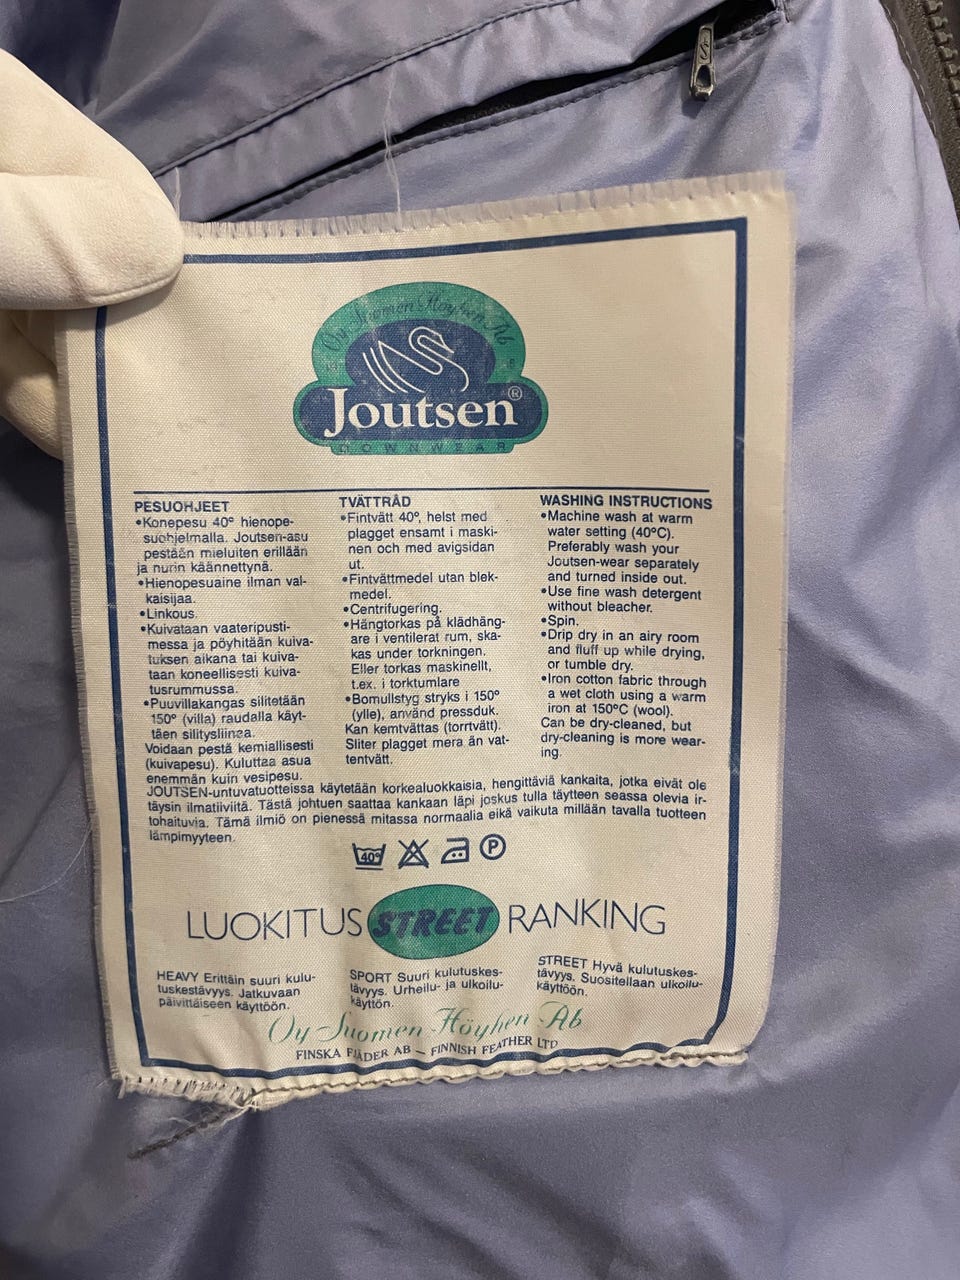 Oy Suomen Höyhen Ab
Joutsen®
DOWNWEAR
PESUOHJEET
•Konepesu 40° hienope-
suohjelmalla. Joutsen-asu
pestään mieluiten erillään
ja nurin käännettynä.
•Hienopesuaine ilman val-
kaisijaa.
•Linkous.
•Kuivataan vaateripusti-
messa ja pöyhitään kuiva-
tuksen aikana tai kuiva-
taan koneellisesti kuiva-
tusrummussa.
•Puuvillakangas silitetään
150° (villa) raudalla käyt-
täen silitysliinaa.
Voidaan pestä kemiallisesti
(kuivapesu). Kuluttaa asua
enemmän kuin vesipesu.
TVÄTTRÅD
•Fintvätt 40°, helst med
plagget ensamt i maski-
nen och med avigsidan
ut.
•Fintvättmedel utan blek-
medel.
•Centrifugering.
•Hängtorkas på klädhäng-
are i ventilerat rum, ska-
kas under torkningen.
Eller torkas maskinellt,
t.ex. i torktumlare
•Bomullstyg stryks i 150°
(ylle), använd pressduk.
Kan kemtvättas (torrtvätt).
Sliter plagget mera än vat-
tentvätt.
WASHING INSTRUCTIONS
•Machine wash at warm
water setting (40°C).
Preferably wash your
Joutsen-wear separately
and turned inside out.
•Use fine wash detergent
without bleacher.
•Spin.
•Drip dry in an airy room
and fluff up while drying,
or tumble dry.
•Iron cotton fabric through
a wet cloth using a warm
iron at 150°C (wool).
Can be dry-cleaned, but
dry-cleaning is more wear-
ing.
JOUTSEN-untuvatuotteissa käytetään korkealuokkaisia, hengittäviä kankaita, jotka eivät ole
täysin ilmatiiviitä. Tästä johtuen saattaa kankaan läpi joskus tulla täytteen seassa olevia ir-
tohaituvia. Tämä ilmiö on pienessä mitassa normaalia eikä vaikuta millään tavalla tuotteen
lämpimyyteen.
40° P
LUOKITUS STREET RANKING
HEAVY Erittäin suuri kulu-
tuskestävyys. Jatkuvaan
päivittäiseen käyttöön.
SPORT Suuri kulutuskes-
tävyys. Urheilu- ja ulkoilu-
käyttön.
STREET Hyvä kulutuskes-
tävyys. Suositellaan ulkoilu-
käyttöön.
Oy Suomen Höyhen Ab
FINSKA FJÄDER AB – FINNISH FEATHER LTD